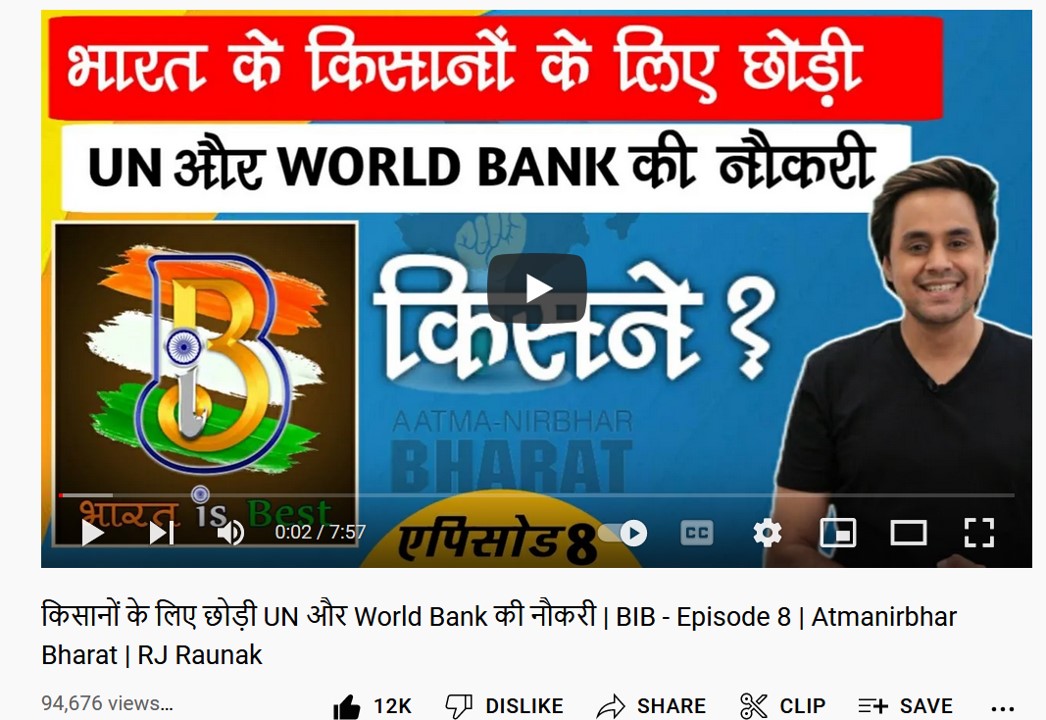 भारत के किसानों के लिए छोड़ी
UN और WORLD BANK की नौकरी
किसने ?
B
i
AATMA-NIRBHAR
BHARAT
भारत is Best
0:02 / 7:57
एपिसोड 8
CC
किसानों के लिए छोड़ी UN और World Bank की नौकरी | BIB - Episode 8 | Atmanirbhar
Bharat | RJ Raunak
94,676 views...
12K DISLIKE SHARE CLIP SAVE ...